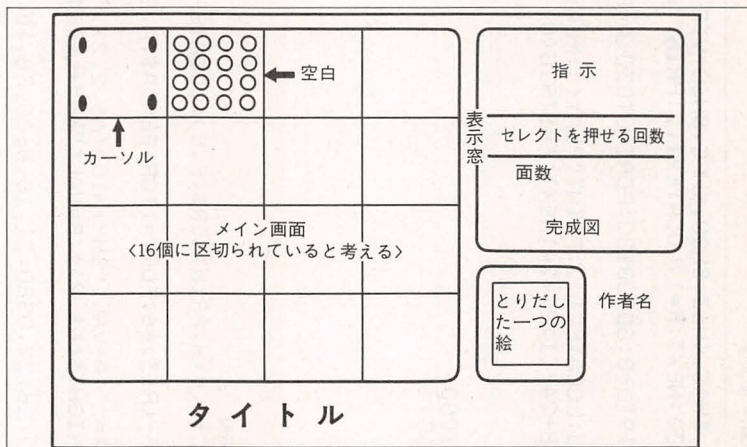 空白
カーソル
メイン画面
〈16個に区切られていると考える〉
タイトル
表示窓
指示
セレクトを押せる回数
面数
完成図
とりだし
た一つの
絵
作者名